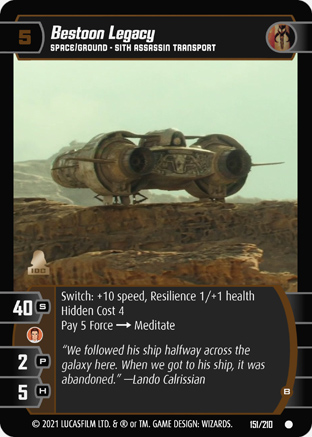 5
Bestoon Legacy
SPACE/GROUND - SITH ASSASSIN TRANSPORT
IDC
40 S
2 P
5 H
Switch: +10 speed, Resilience 1/+1 health
Hidden Cost 4
Pay 5 Force → Meditate
“We followed his ship halfway across the
galaxy here. When we got to his ship, it was
abandoned.” —Lando Calrissian
B
© 2021 LUCASFILM LTD. & ® or TM. GAME DESIGN: WIZARDS.
151/210